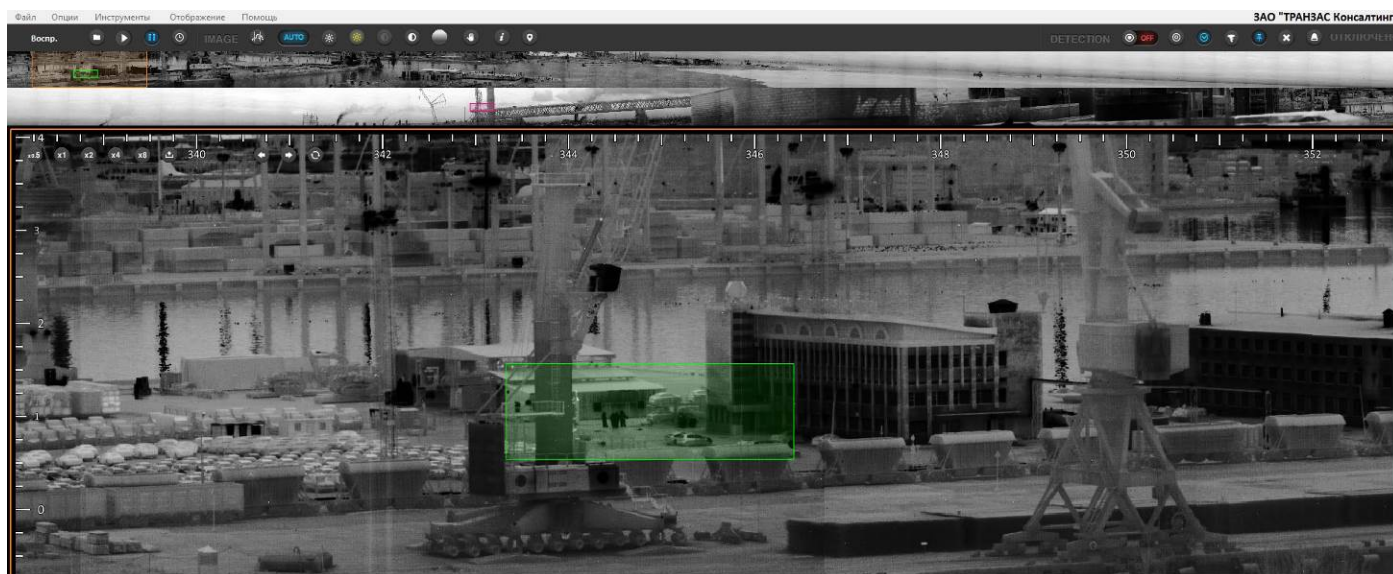 Файл Опции Инструменты Отображение Помощь
ЗАО "ТРАНЗАС Консалтинг
Воспр. IMAGE AUTO DETECTION OFF ОТКЛЮЧЕН
4 x0.5 x1 x2 x4 x8 340 342 344 346 348 350 352
3
2
1
0